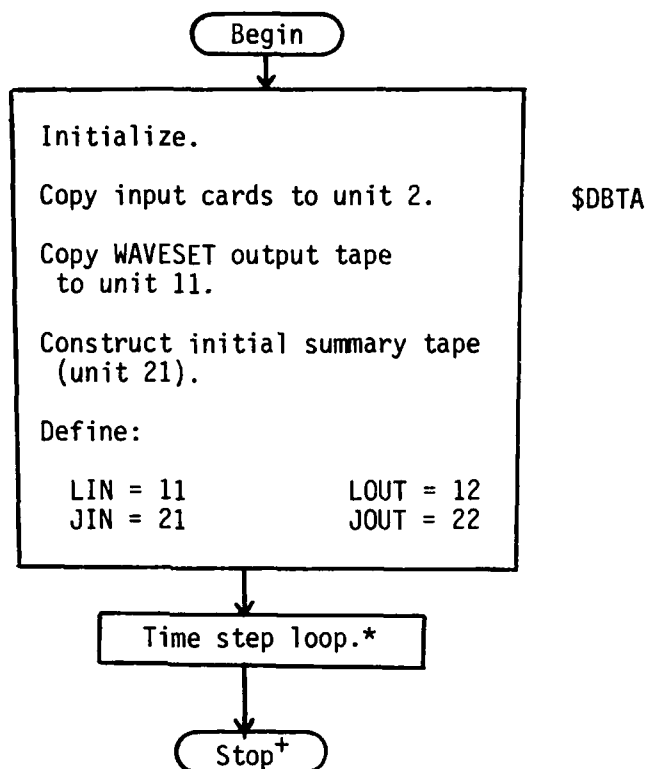 Begin
Initialize.
Copy input cards to unit 2.
$DBTA
Copy WAVESET output tape
to unit 11.
Construct initial summary tape
(unit 21).
Define:
LIN = 11 LOUT = 12
JIN = 21 JOUT = 22
Time step loop.*
Stop+